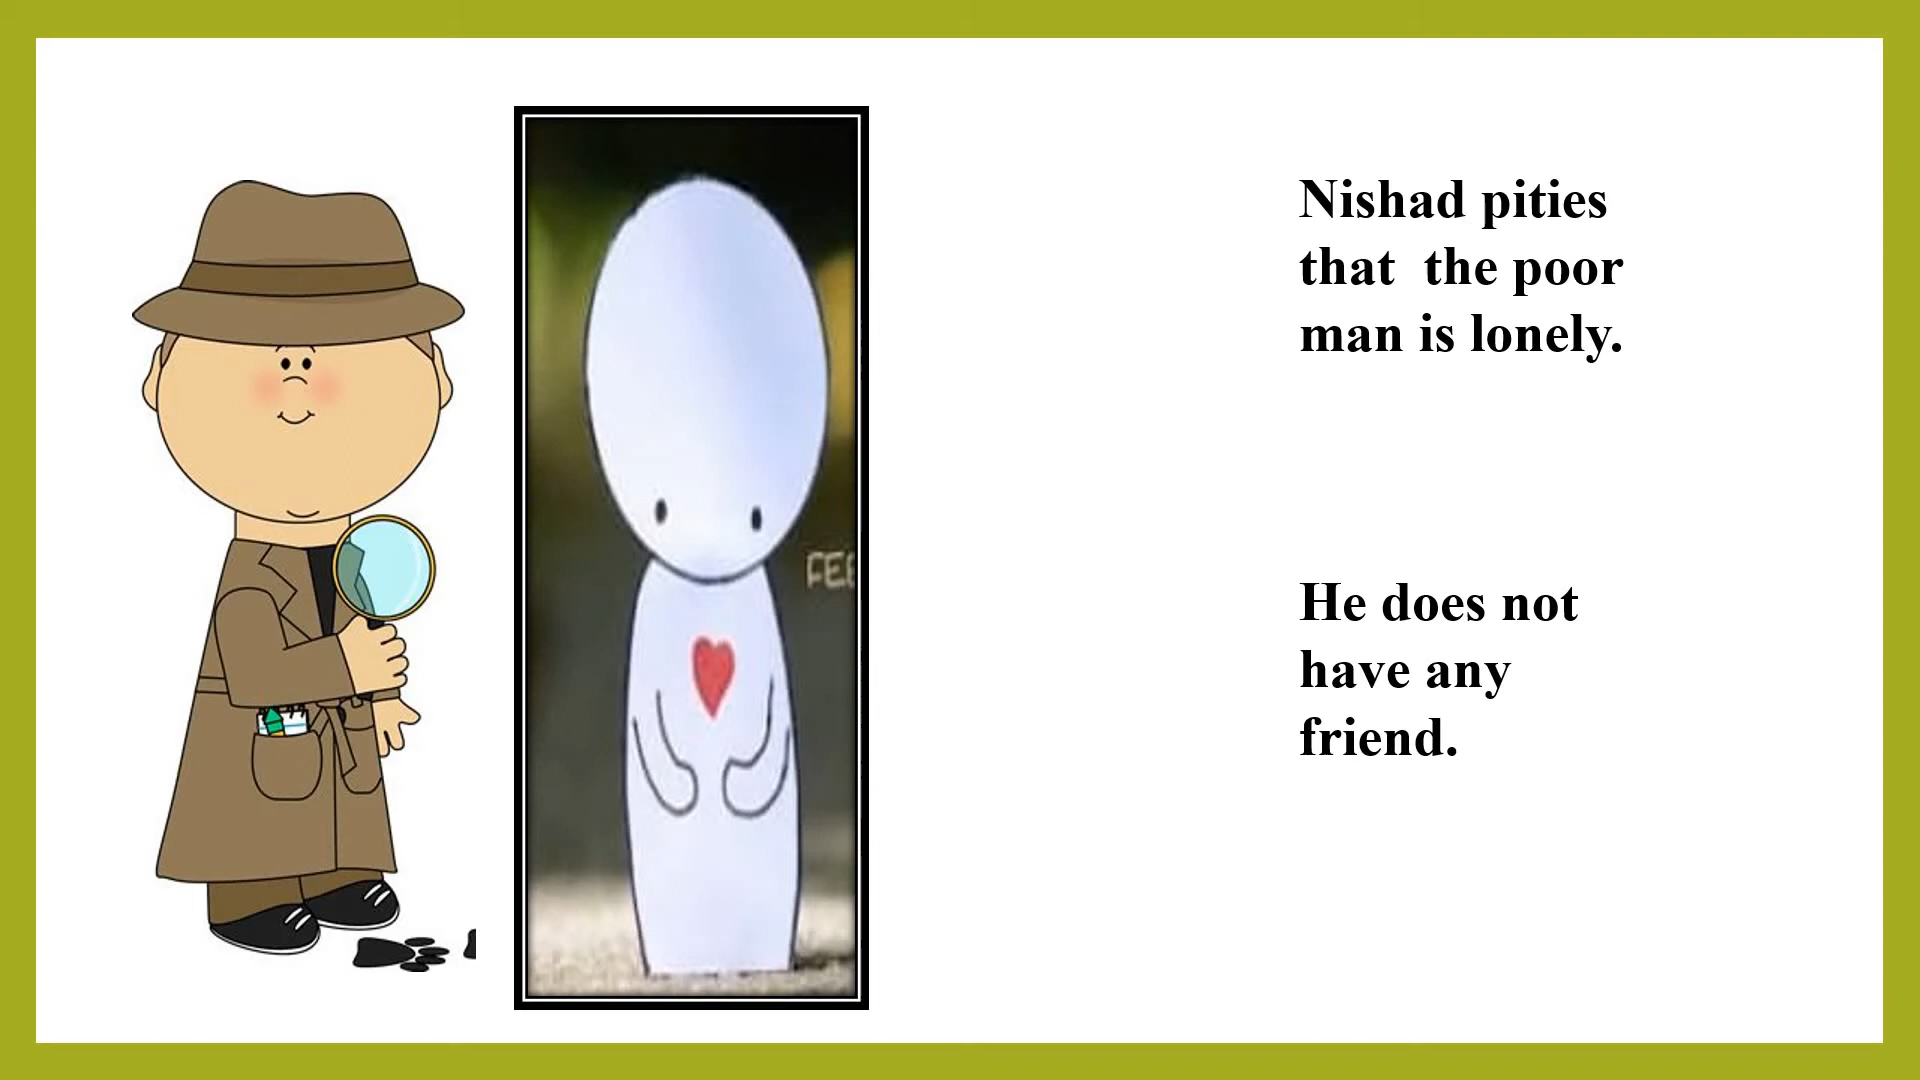 Nishad pities
that  the poor
man is lonely.
He does not
have any
friend.